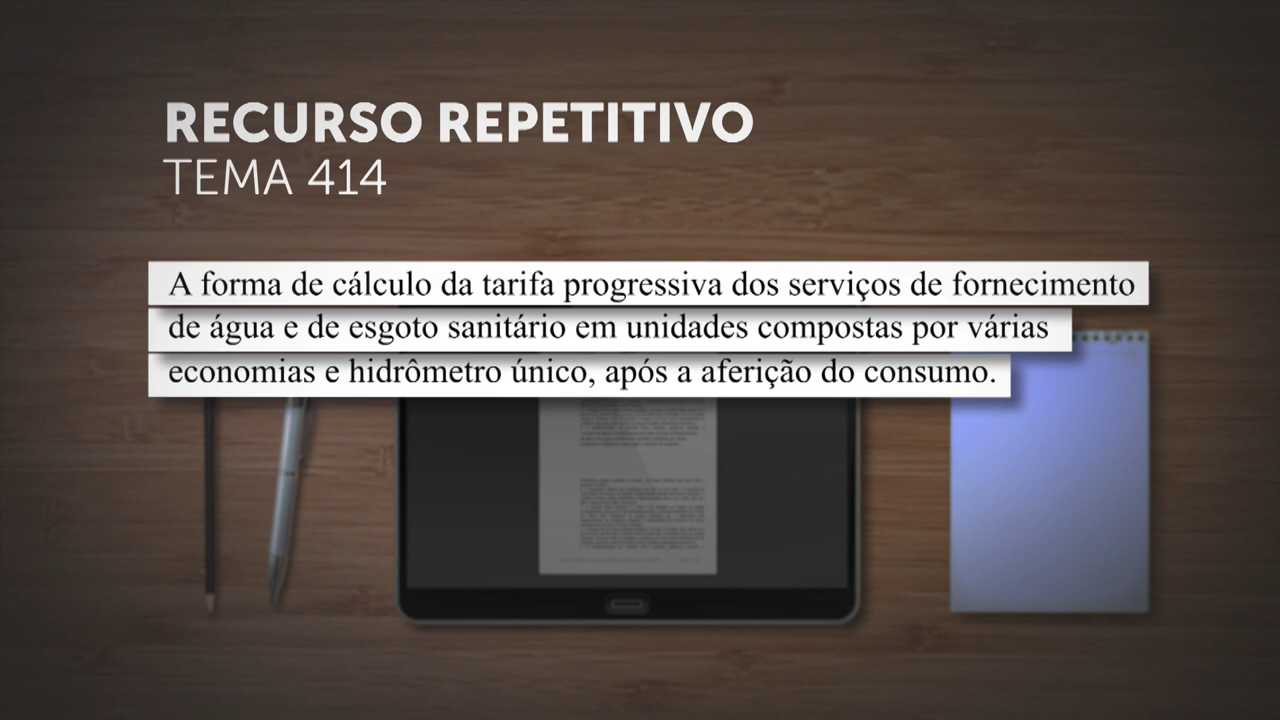 RECURSO REPETITIVO
TEMA 414
A forma de cálculo da tarifa progressiva dos serviços de fornecimento
de água e de esgoto sanitário em unidades compostas por várias
economias e hidrômetro único, após a aferição do consumo.